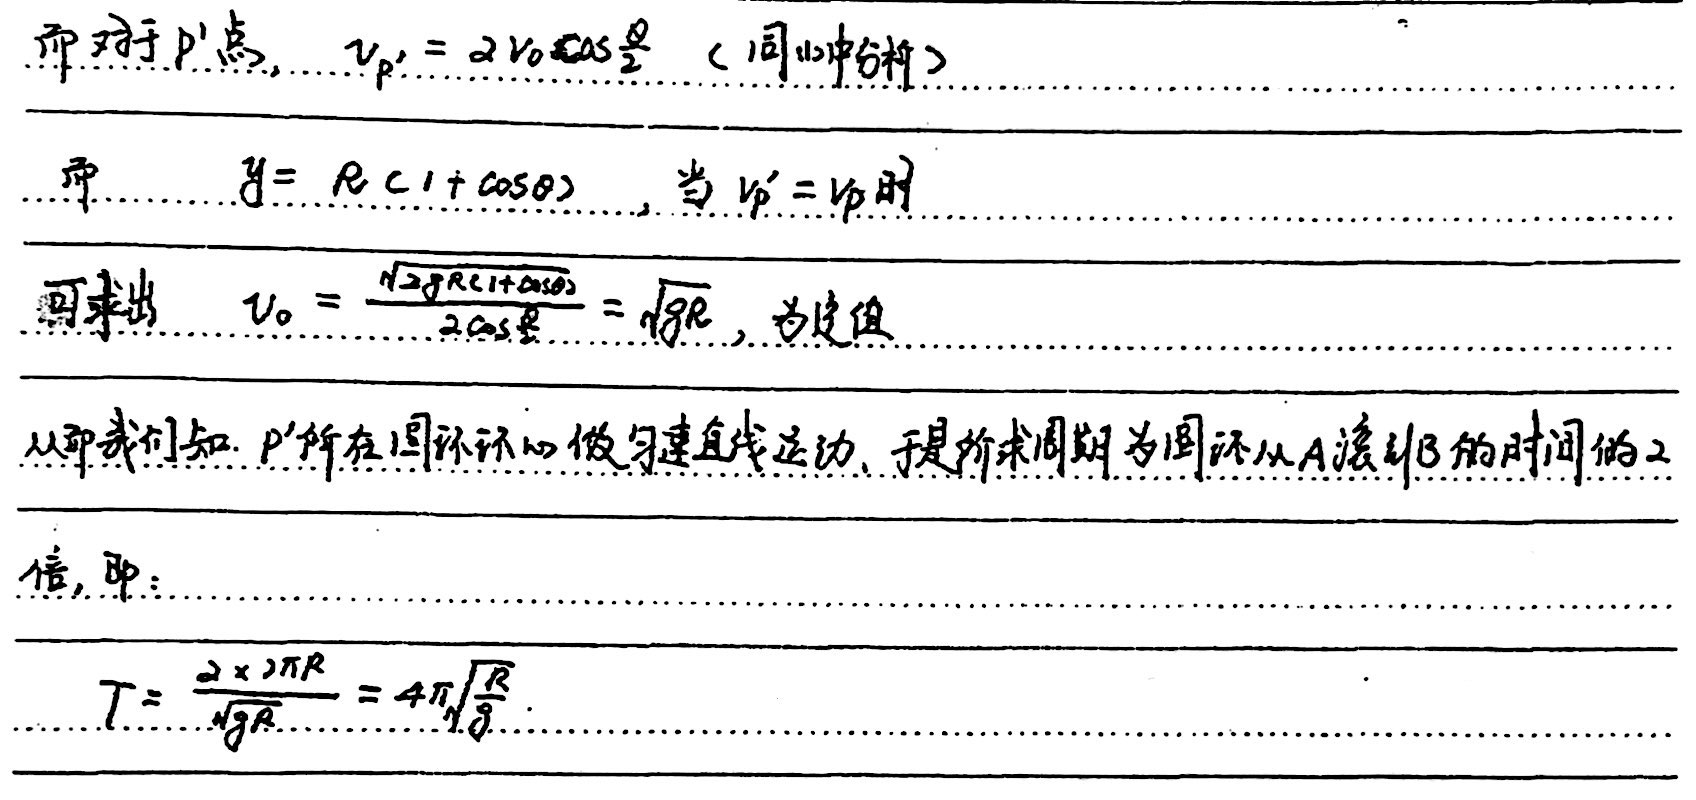 而对于P'点, v_P' = 2v₀cos θ/2 (同(1)中分析)
而 y = R(1+cosθ), 当 v_P' = v_P 时
可求出 v₀ = √(2gR(1+cosθ)) / (2cos θ/2) = √(gR), 为定值
从即我们知. P'所在圆环环心做匀速直线运动、于是所求周期为圆环从A滚到B的时间的2
倍, 即:
T = (2×2πR)/√(gR) = 4π√(R/g).